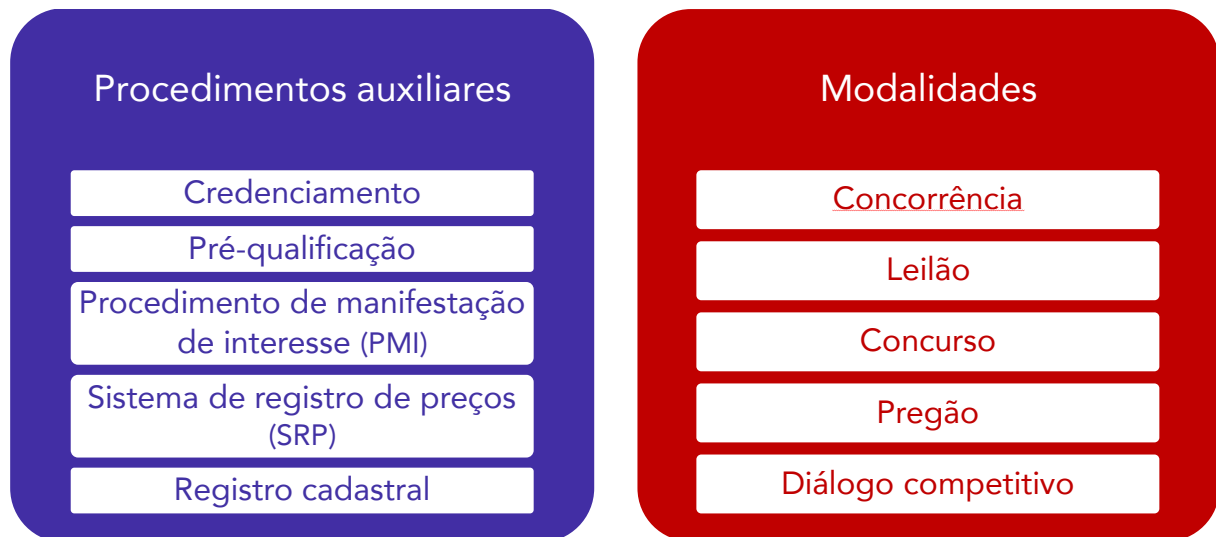 Procedimentos auxiliares
Credenciamento
Pré-qualificação
Procedimento de manifestação
de interesse (PMI)
Sistema de registro de preços
(SRP)
Registro cadastral
Modalidades
Concorrência
Leilão
Concurso
Pregão
Diálogo competitivo